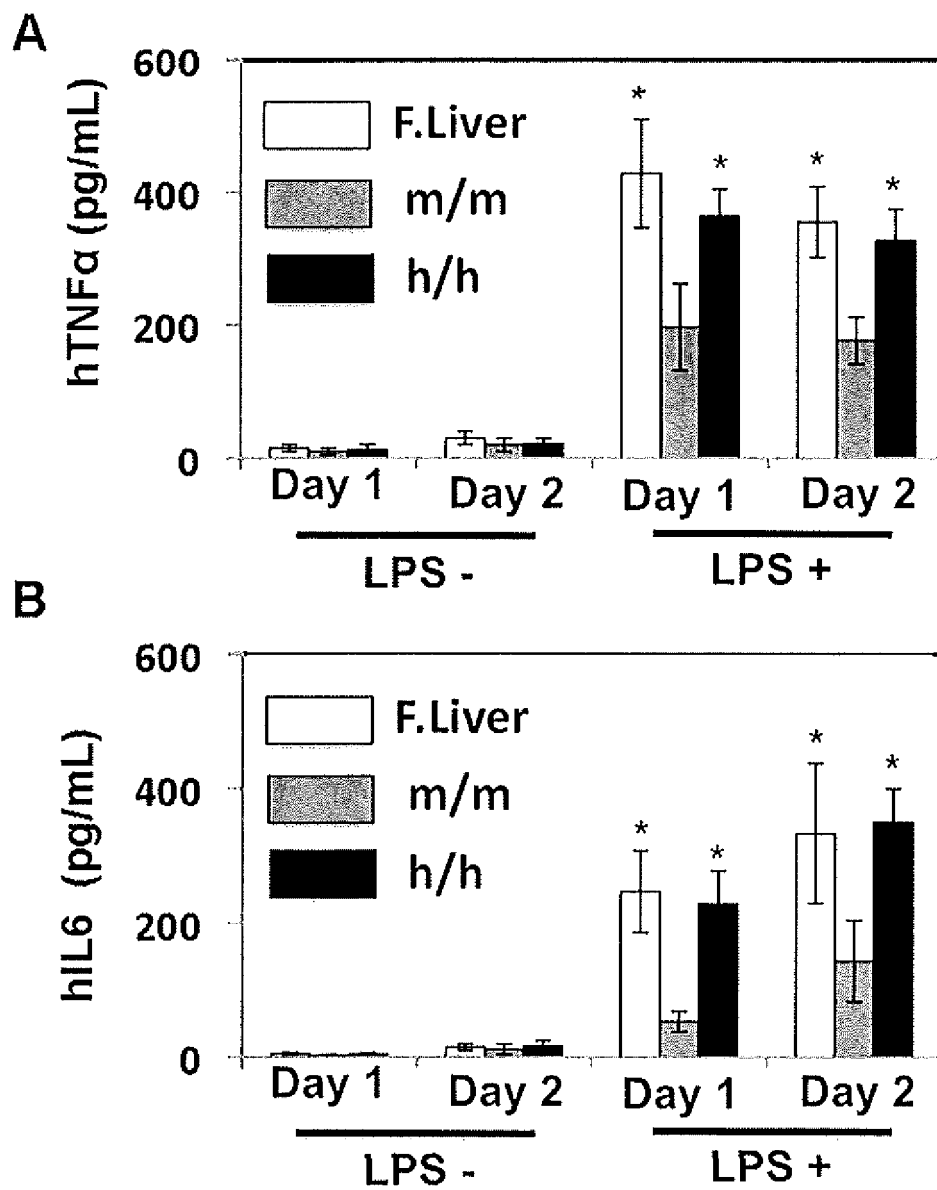 A
600
400
200
0
hTNFα (pg/mL)
F.Liver
m/m
h/h
* * * *
Day 1 Day 2 Day 1 Day 2
LPS - LPS +
B
600
400
200
0
hIL6 (pg/mL)
F.Liver
m/m
h/h
* * * *
Day 1 Day 2 Day 1 Day 2
LPS - LPS +